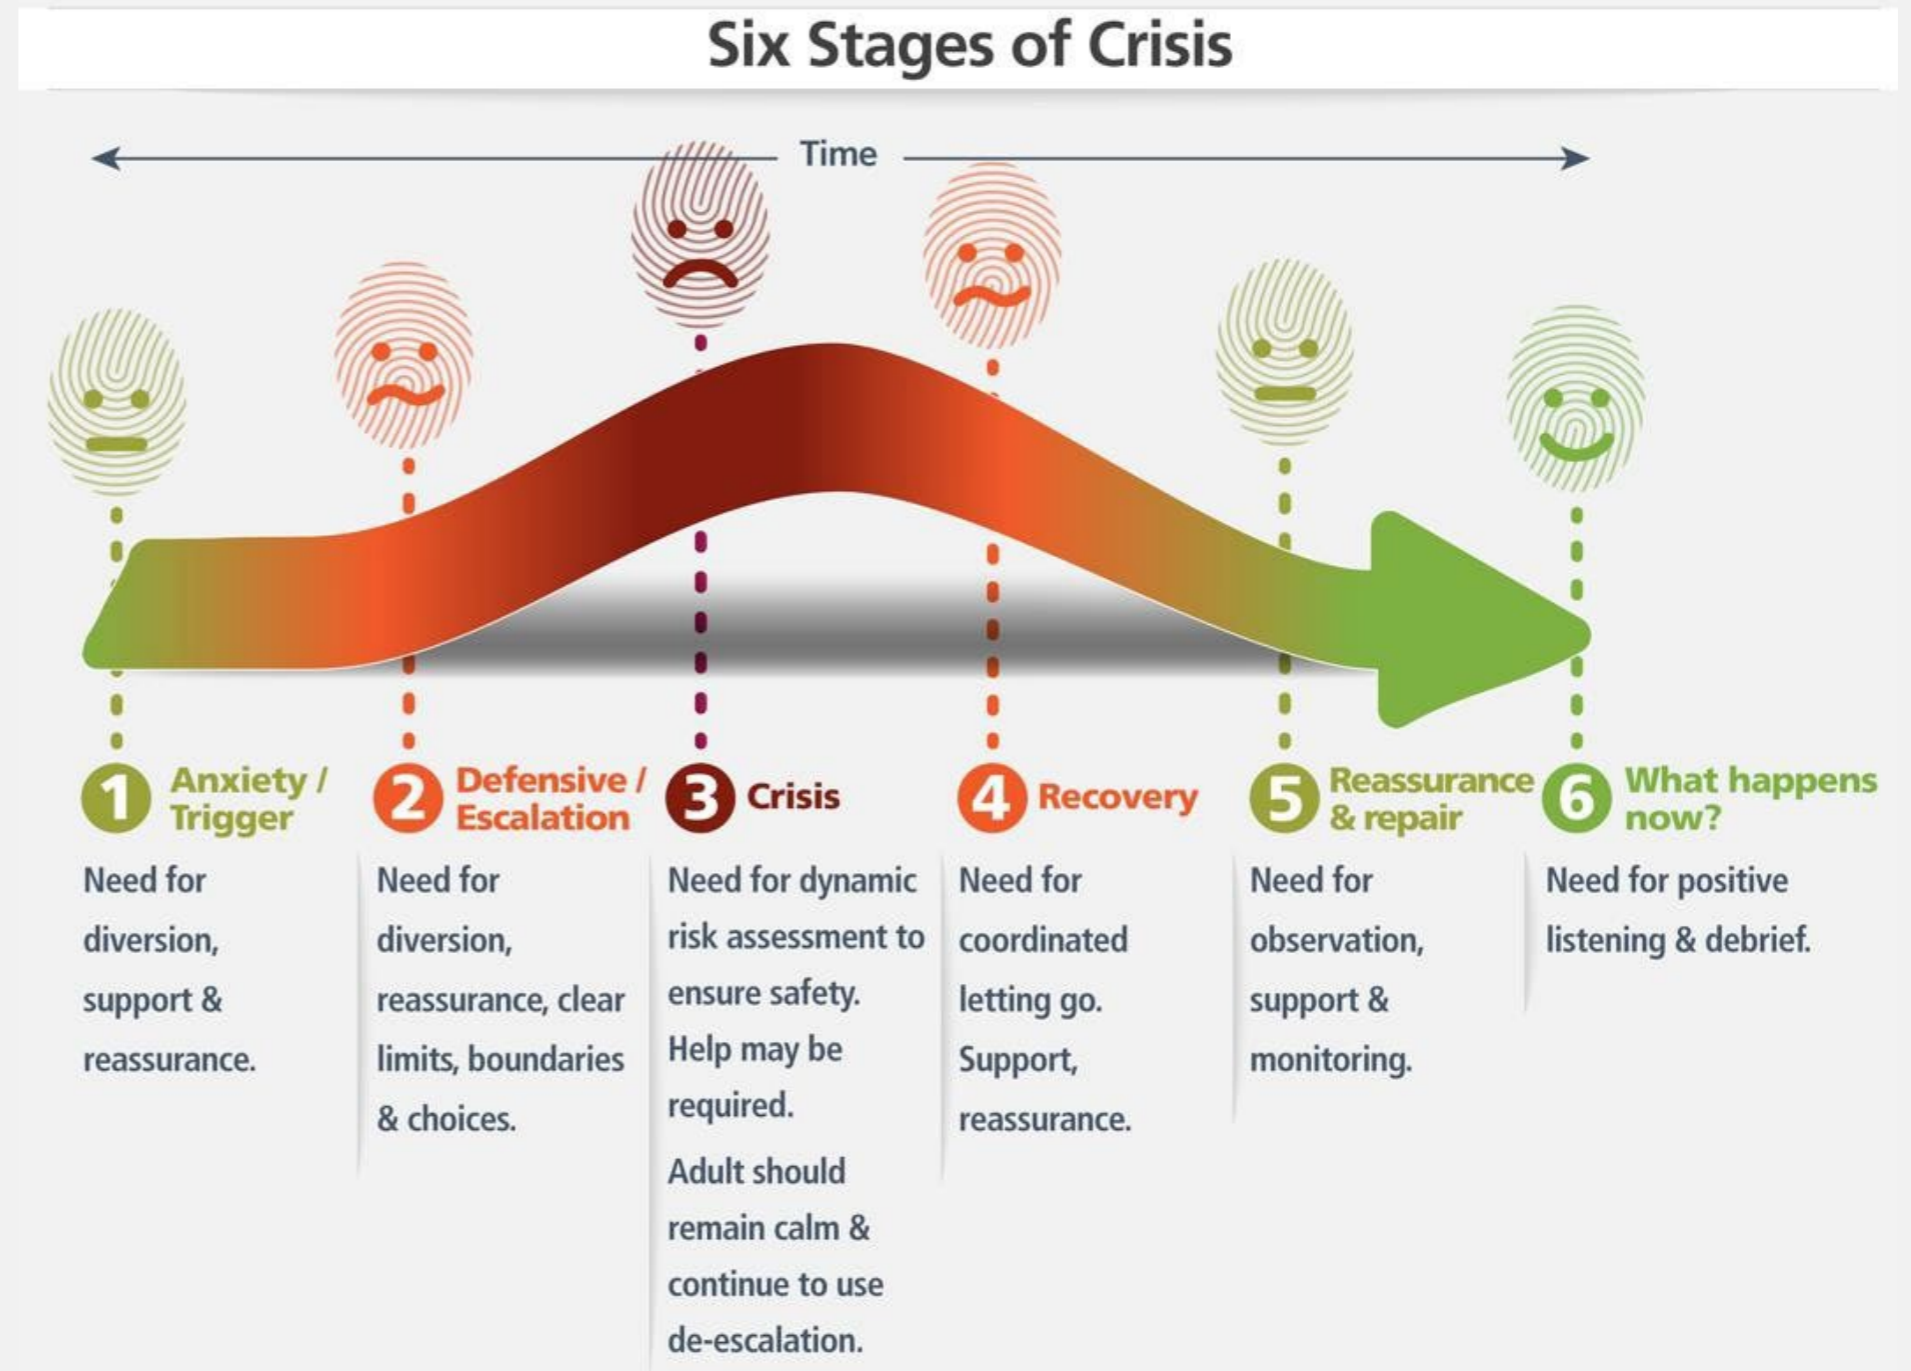 Six Stages of Crisis
Time
1 Anxiety /
Trigger
Need for
diversion,
support &
reassurance.
2 Defensive /
Escalation
Need for
diversion,
reassurance, clear
limits, boundaries
& choices.
3 Crisis
Need for dynamic
risk assessment to
ensure safety.
Help may be
required.
Adult should
remain calm &
continue to use
de-escalation.
4 Recovery
Need for
coordinated
letting go.
Support,
reassurance.
5 Reassurance
& repair
Need for
observation,
support &
monitoring.
6 What happens
now?
Need for positive
listening & debrief.